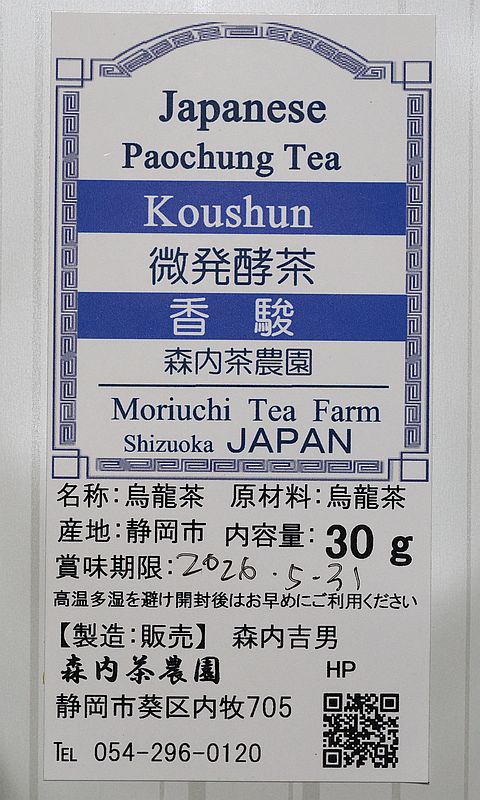 Japanese
Paochung Tea
Koushun
微発酵茶
香 駿
森内茶農園
Moriuchi Tea Farm
Shizuoka JAPAN
名称：烏龍茶 原材料：烏龍茶
産地：静岡市 内容量：30 g
賞味期限：2026.5-31
高温多湿を避け開封後はお早めにご利用ください
【製造：販売】 森内吉男
森内茶農園 HP
静岡市葵区内牧705
℡ 054-296-0120